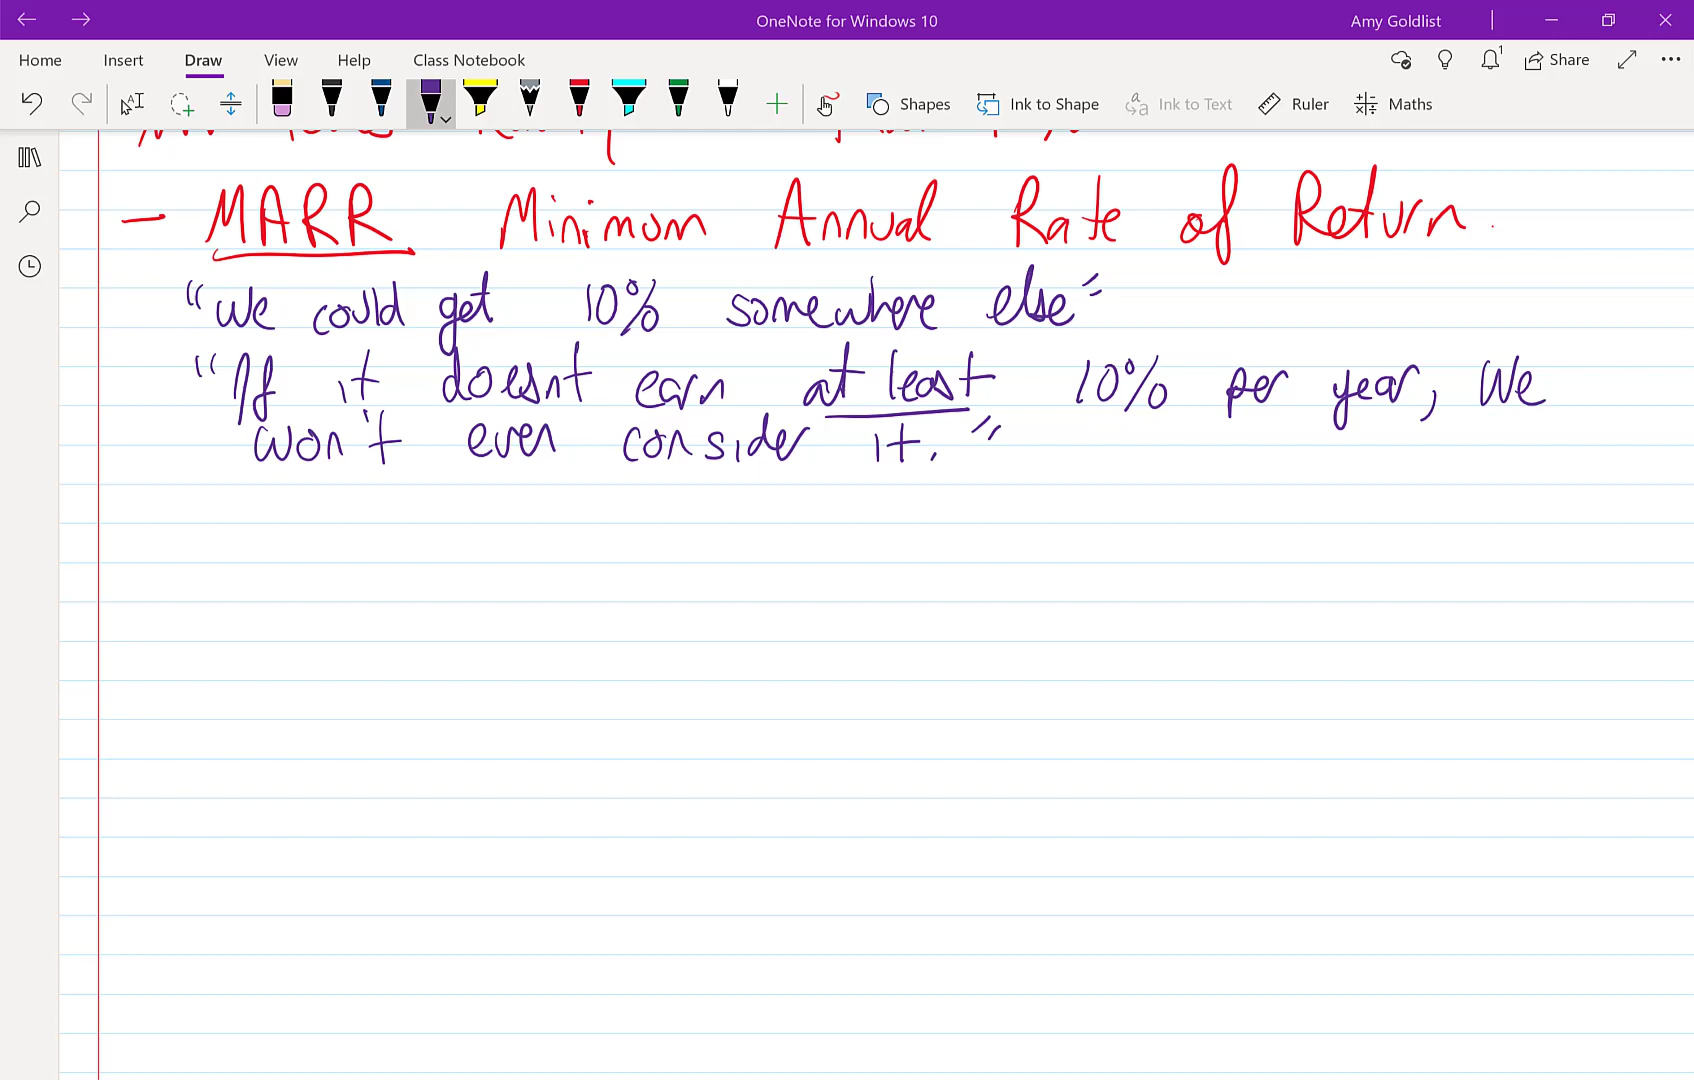 OneNote for Windows 10
Amy Goldlist
Home Insert Draw View Help Class Notebook
1 Share
Shapes Ink to Shape Ink to Text Ruler Maths
- MARR Minimum Annual Rate of Return.
"We could get 10% somewhere else"
"If it doesnt earn at least 10% per year, We
won't even consider it."